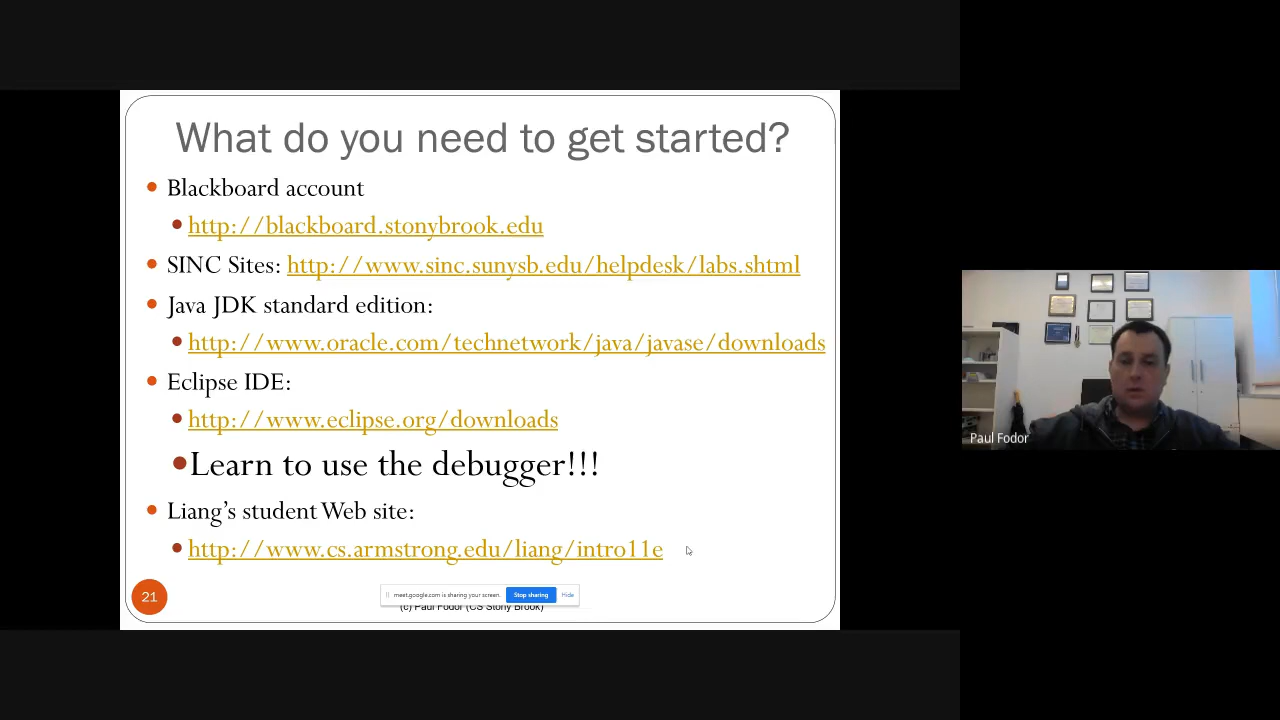 What do you need to get started?
Blackboard account
http://blackboard.stonybrook.edu
SINC Sites: http://www.sinc.sunysb.edu/helpdesk/labs.shtml
Java JDK standard edition:
http://www.oracle.com/technetwork/java/javase/downloads
Eclipse IDE:
http://www.eclipse.org/downloads
Learn to use the debugger!!!
Liang's student Web site:
http://www.cs.armstrong.edu/liang/intro11e
21
meet.google.com is sharing your screen. Stop sharing Hide
(c) Paul Fodor (CS Stony Brook)
Paul Fodor